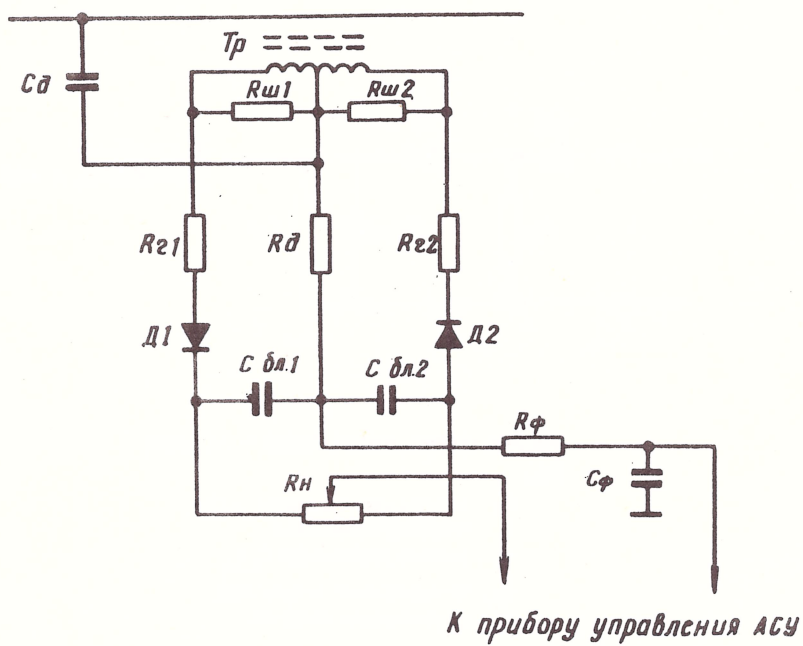 Тр
Сд
Rш1 Rш2
Rг1 Rд Rг2
Д1 Д2
С бл.1 С бл.2
Rф
Rн Сф
К прибору управления АСУ